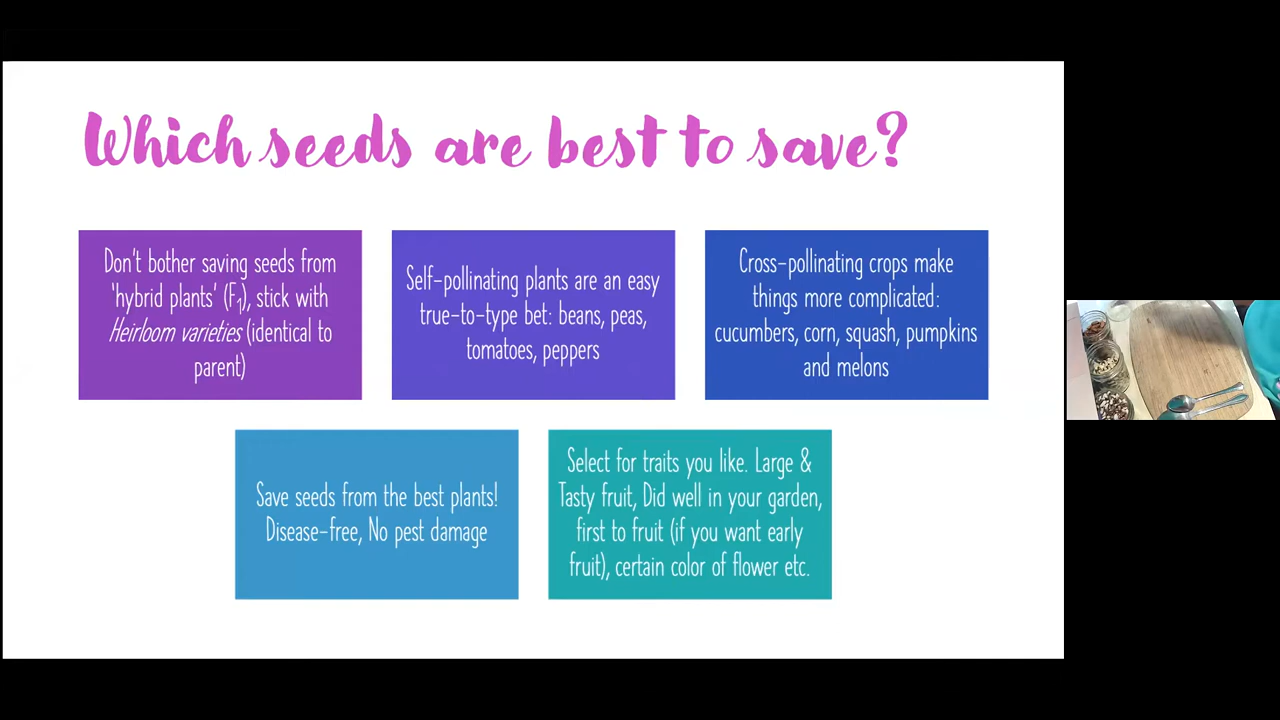 Which seeds are best to save?
Don't bother saving seeds from
'hybrid plants' (F1), stick with
Heirloom varieties (identical to
parent)
Self-pollinating plants are an easy
true-to-type bet: beans, peas,
tomatoes, peppers
Cross-pollinating crops make
things more complicated:
cucumbers, corn, squash, pumpkins
and melons
Save seeds from the best plants!
Disease-free, No pest damage
Select for traits you like. Large &
Tasty fruit, Did well in your garden,
first to fruit (if you want early
fruit), certain color of flower etc.